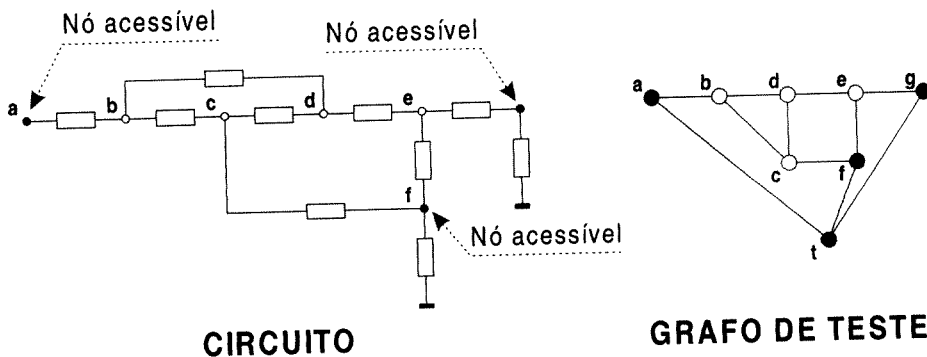 Nó acessível
Nó acessível
a
b
c
d
e
f
Nó acessível
CIRCUITO
a
b
d
e
g
c
f
t
GRAFO DE TESTE